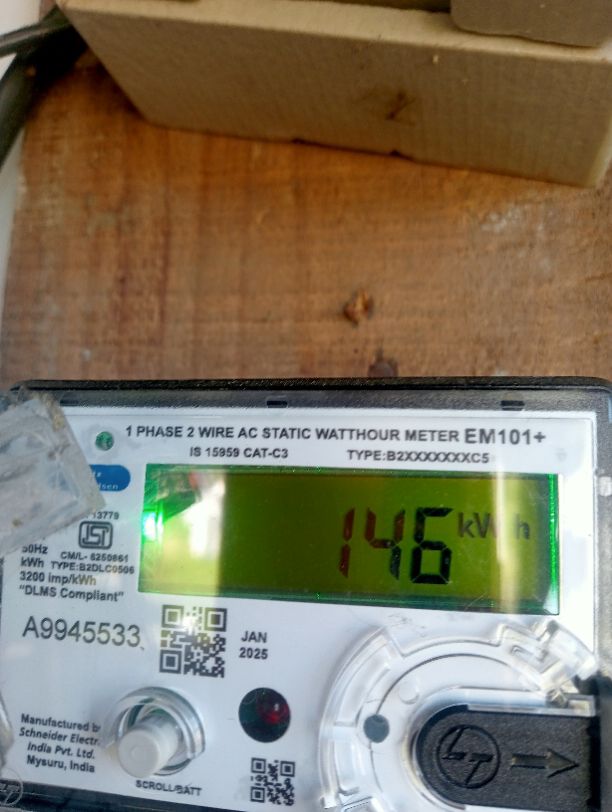 1 PHASE 2 WIRE AC STATIC WATTHOUR METER EM101+
IS 15959 CAT-C3 TYPE:B2XXXXXXXC5
146 kWh
13779
50Hz CM/L- 6250861
kWh TYPE:B2DLC0506
3200 imp/kWh
"DLMS Compliant"
A9945533
JAN
2025
Manufactured
Schneider Electr
India Pvt. Ltd.
Mysuru, India
SCROLL/BATT
LT